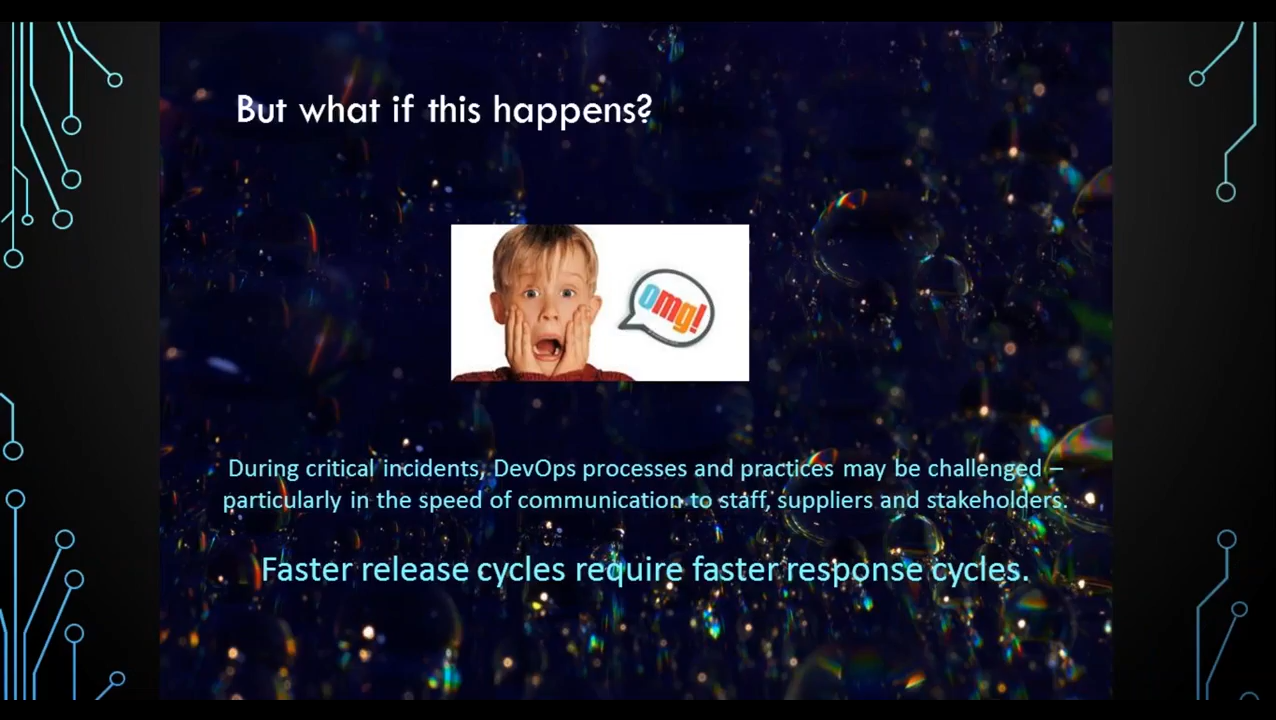 But what if this happens?
omg!
During critical incidents, DevOps processes and practices may be challenged –
particularly in the speed of communication to staff, suppliers and stakeholders.
Faster release cycles require faster response cycles.